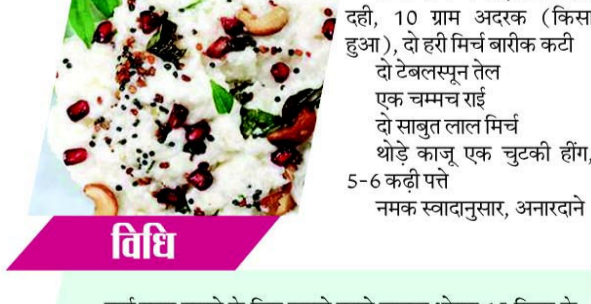 दही, 10 ग्राम अदरक (किसा
हुआ), दो हरी मिर्च बारीक कटी
दो टेबलस्पून तेल
एक चम्मच राई
दो साबुत लाल मिर्च
थोड़े काजू एक चुटकी हींग,
5-6 कढ़ी पत्ते
नमक स्वादानुसार, अनारदाने
विधि